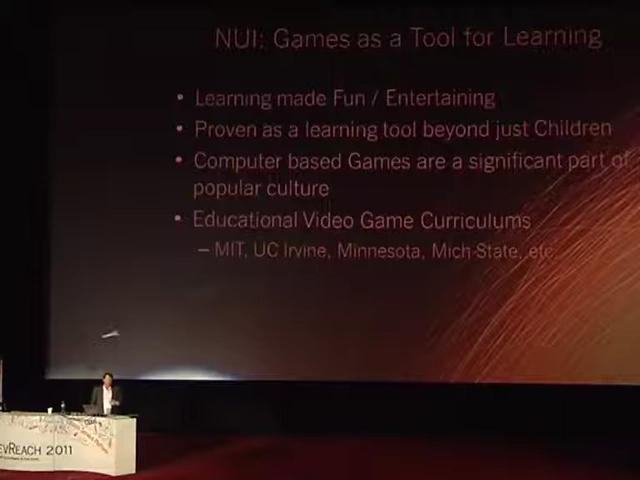 NUI: Games as a Tool for Learning
• Learning made Fun / Entertaining
• Proven as a learning tool beyond just Children
• Computer based Games are a significant part of
popular culture
• Educational Video Game Curriculums
– MIT, UC Irvine, Minnesota, Mich-State, etc.
EVREACH 2011